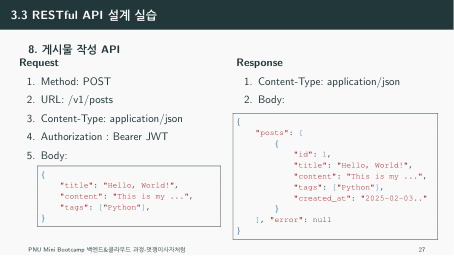 3.3 RESTful API 설계 실습
8. 게시물 작성 API
Request
1. Method: POST
2. URL: /v1/posts
3. Content-Type: application/json
4. Authorization : Bearer JWT
5. Body:
{
"title": "Hello, World!",
"content": "This is my ...",
"tags": ["Python"],
}
Response
1. Content-Type: application/json
2. Body:
{
"posts": [
{
"id": 1,
"title": "Hello, World!",
"content": "This is my ...",
"tags": ["Python"],
"created_at": "2025-02-03.."
}
], "error": null
}
PNU Mini Bootcamp 백엔드&클라우드 과정-멋쟁이사자처럼
27